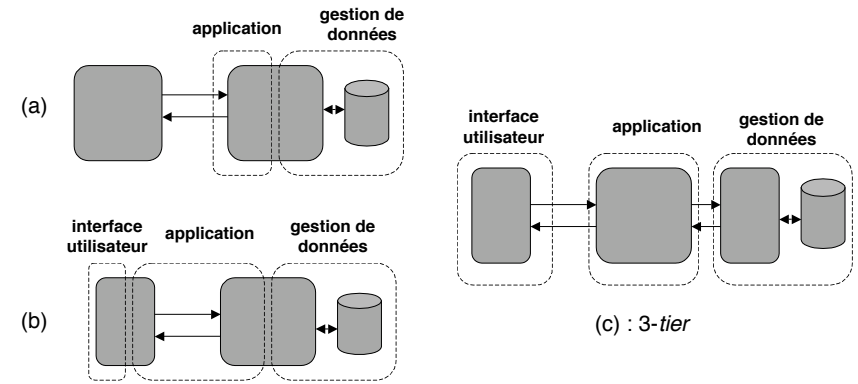 application
gestion de
données
(a)
interface
utilisateur
application
gestion de
données
(b)
interface
utilisateur
application
gestion de
données
(c) : 3-tier